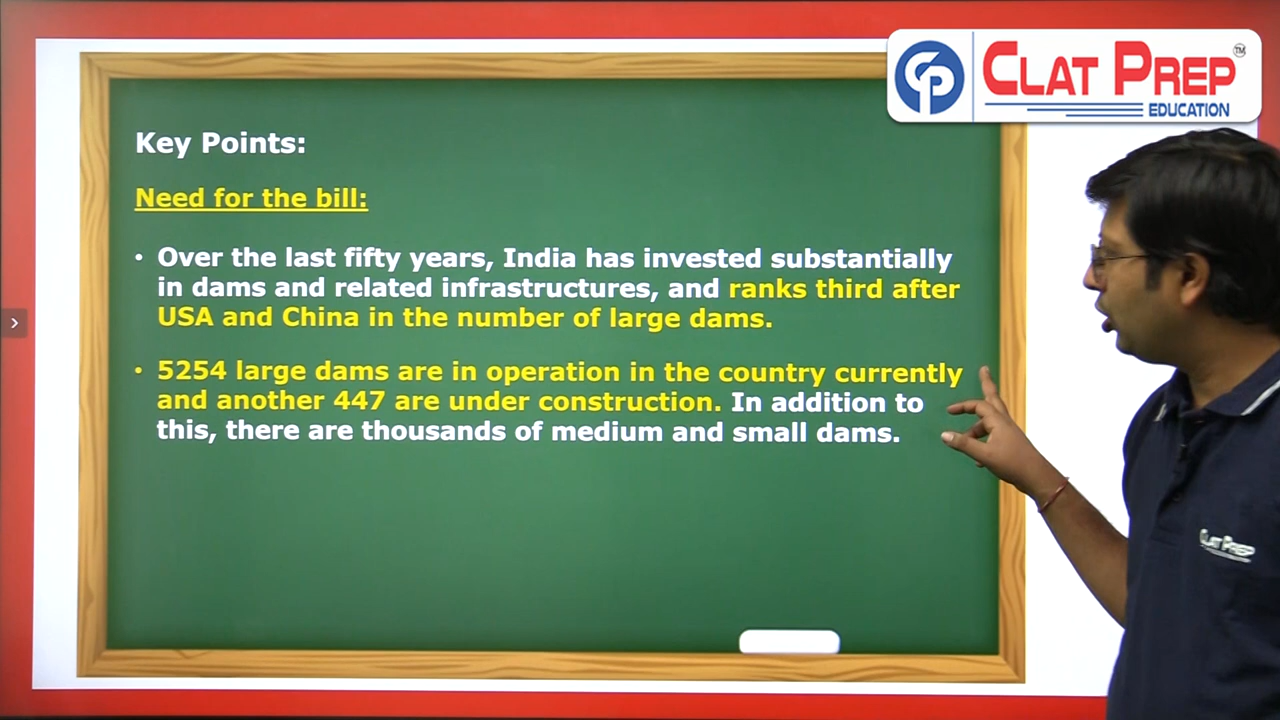 CLAT PREP
TM
EDUCATION
Key Points:
Need for the bill:
• Over the last fifty years, India has invested substantially
in dams and related infrastructures, and ranks third after
USA and China in the number of large dams.
• 5254 large dams are in operation in the country currently
and another 447 are under construction. In addition to
this, there are thousands of medium and small dams.
CLAT PREP